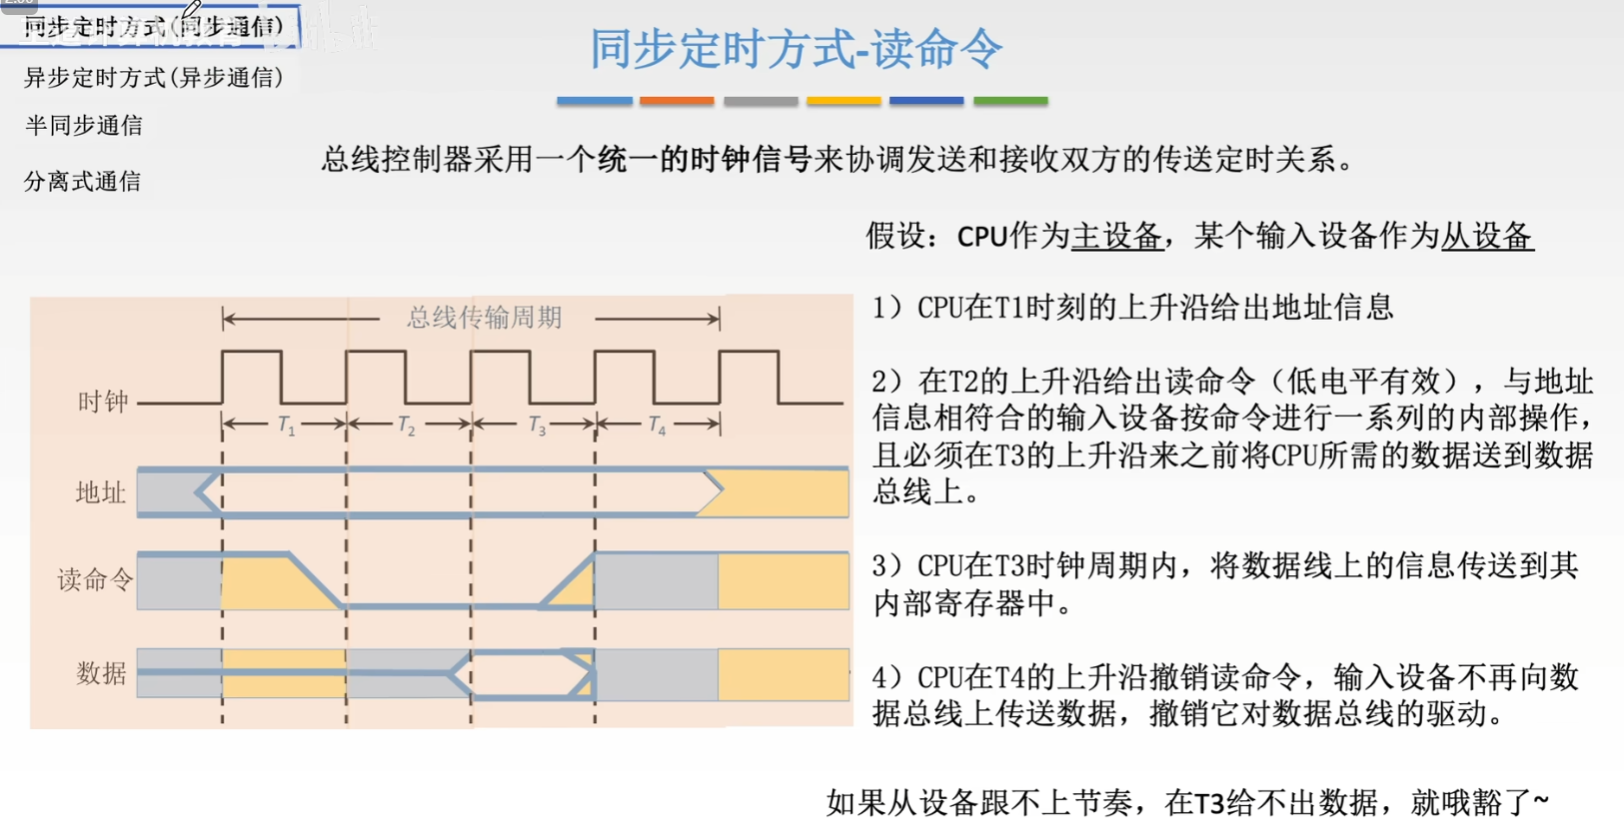 同步定时方式(同步通信)
异步定时方式(异步通信)
半同步通信
分离式通信
同步定时方式-读命令
总线控制器采用一个统一的时钟信号来协调发送和接收双方的传送定时关系。
假设：CPU作为主设备，某个输入设备作为从设备
总线传输周期
时钟
T1 T2 T3 T4
地址
读命令
数据
1）CPU在T1时刻的上升沿给出地址信息
2）在T2的上升沿给出读命令（低电平有效），与地址
信息相符合的输入设备按命令进行一系列的内部操作，
且必须在T3的上升沿来之前将CPU所需的数据送到数据
总线上。
3）CPU在T3时钟周期内，将数据线上的信息传送到其
内部寄存器中。
4）CPU在T4的上升沿撤销读命令，输入设备不再向数
据总线上传送数据，撤销它对数据总线的驱动。
如果从设备跟不上节奏，在T3给不出数据，就哦豁了~